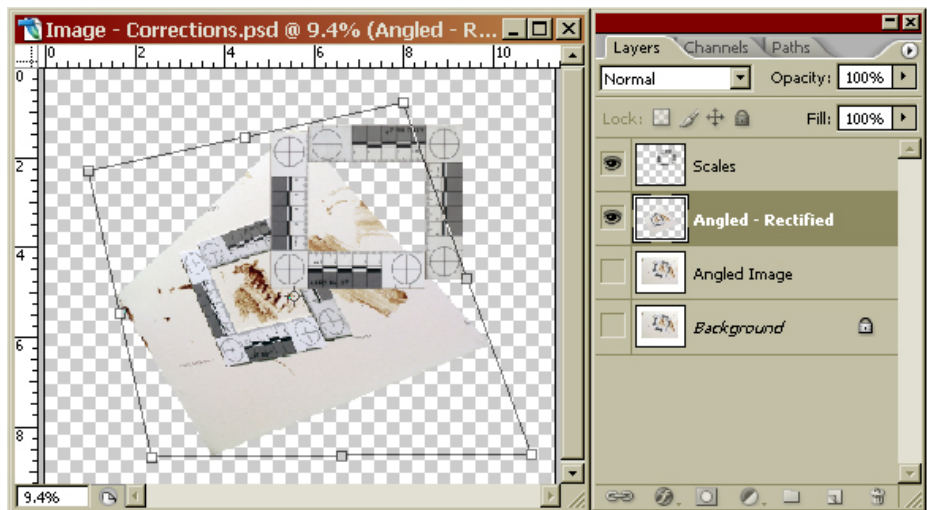 Image - Corrections.psd @ 9.4% (Angled - R...
0 2 4 6 8 10
0
2
4
6
8
9.4%
Layers Channels Paths
Normal Opacity: 100%
Lock: Fill: 100%
Scales
Angled - Rectified
Angled Image
Background